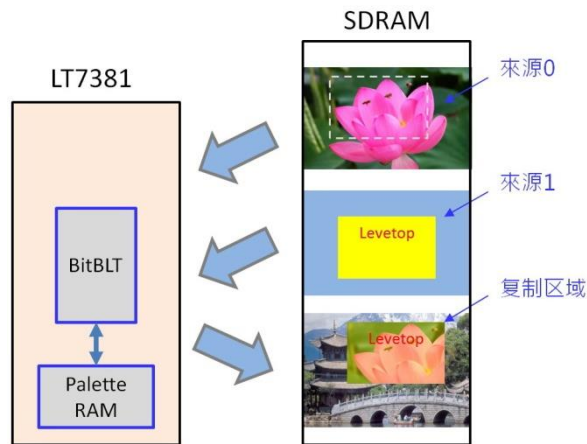 SDRAM
LT7381
來源0
來源1
Levetop
BitBLT
复制区域
Levetop
Palette
RAM